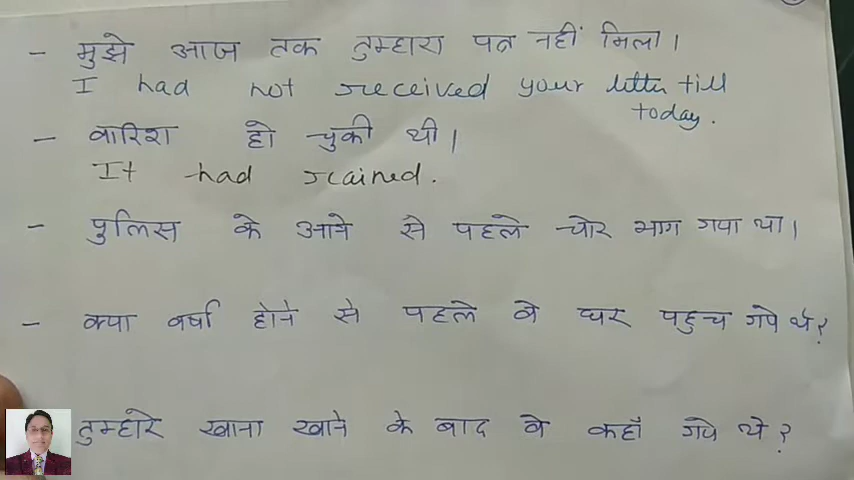 - मुझे आज तक तुम्हारा पत्र नहीं मिला।
I had not received your letter till
today.
- बारिश हो चुकी थी।
It had rained.
- पुलिस के आने से पहले चोर भाग गया था।
- क्या वर्षा होने से पहले वे घर पहुच गये थे?
तुम्हारे खाना खाने के बाद वे कहाँ गये थे?